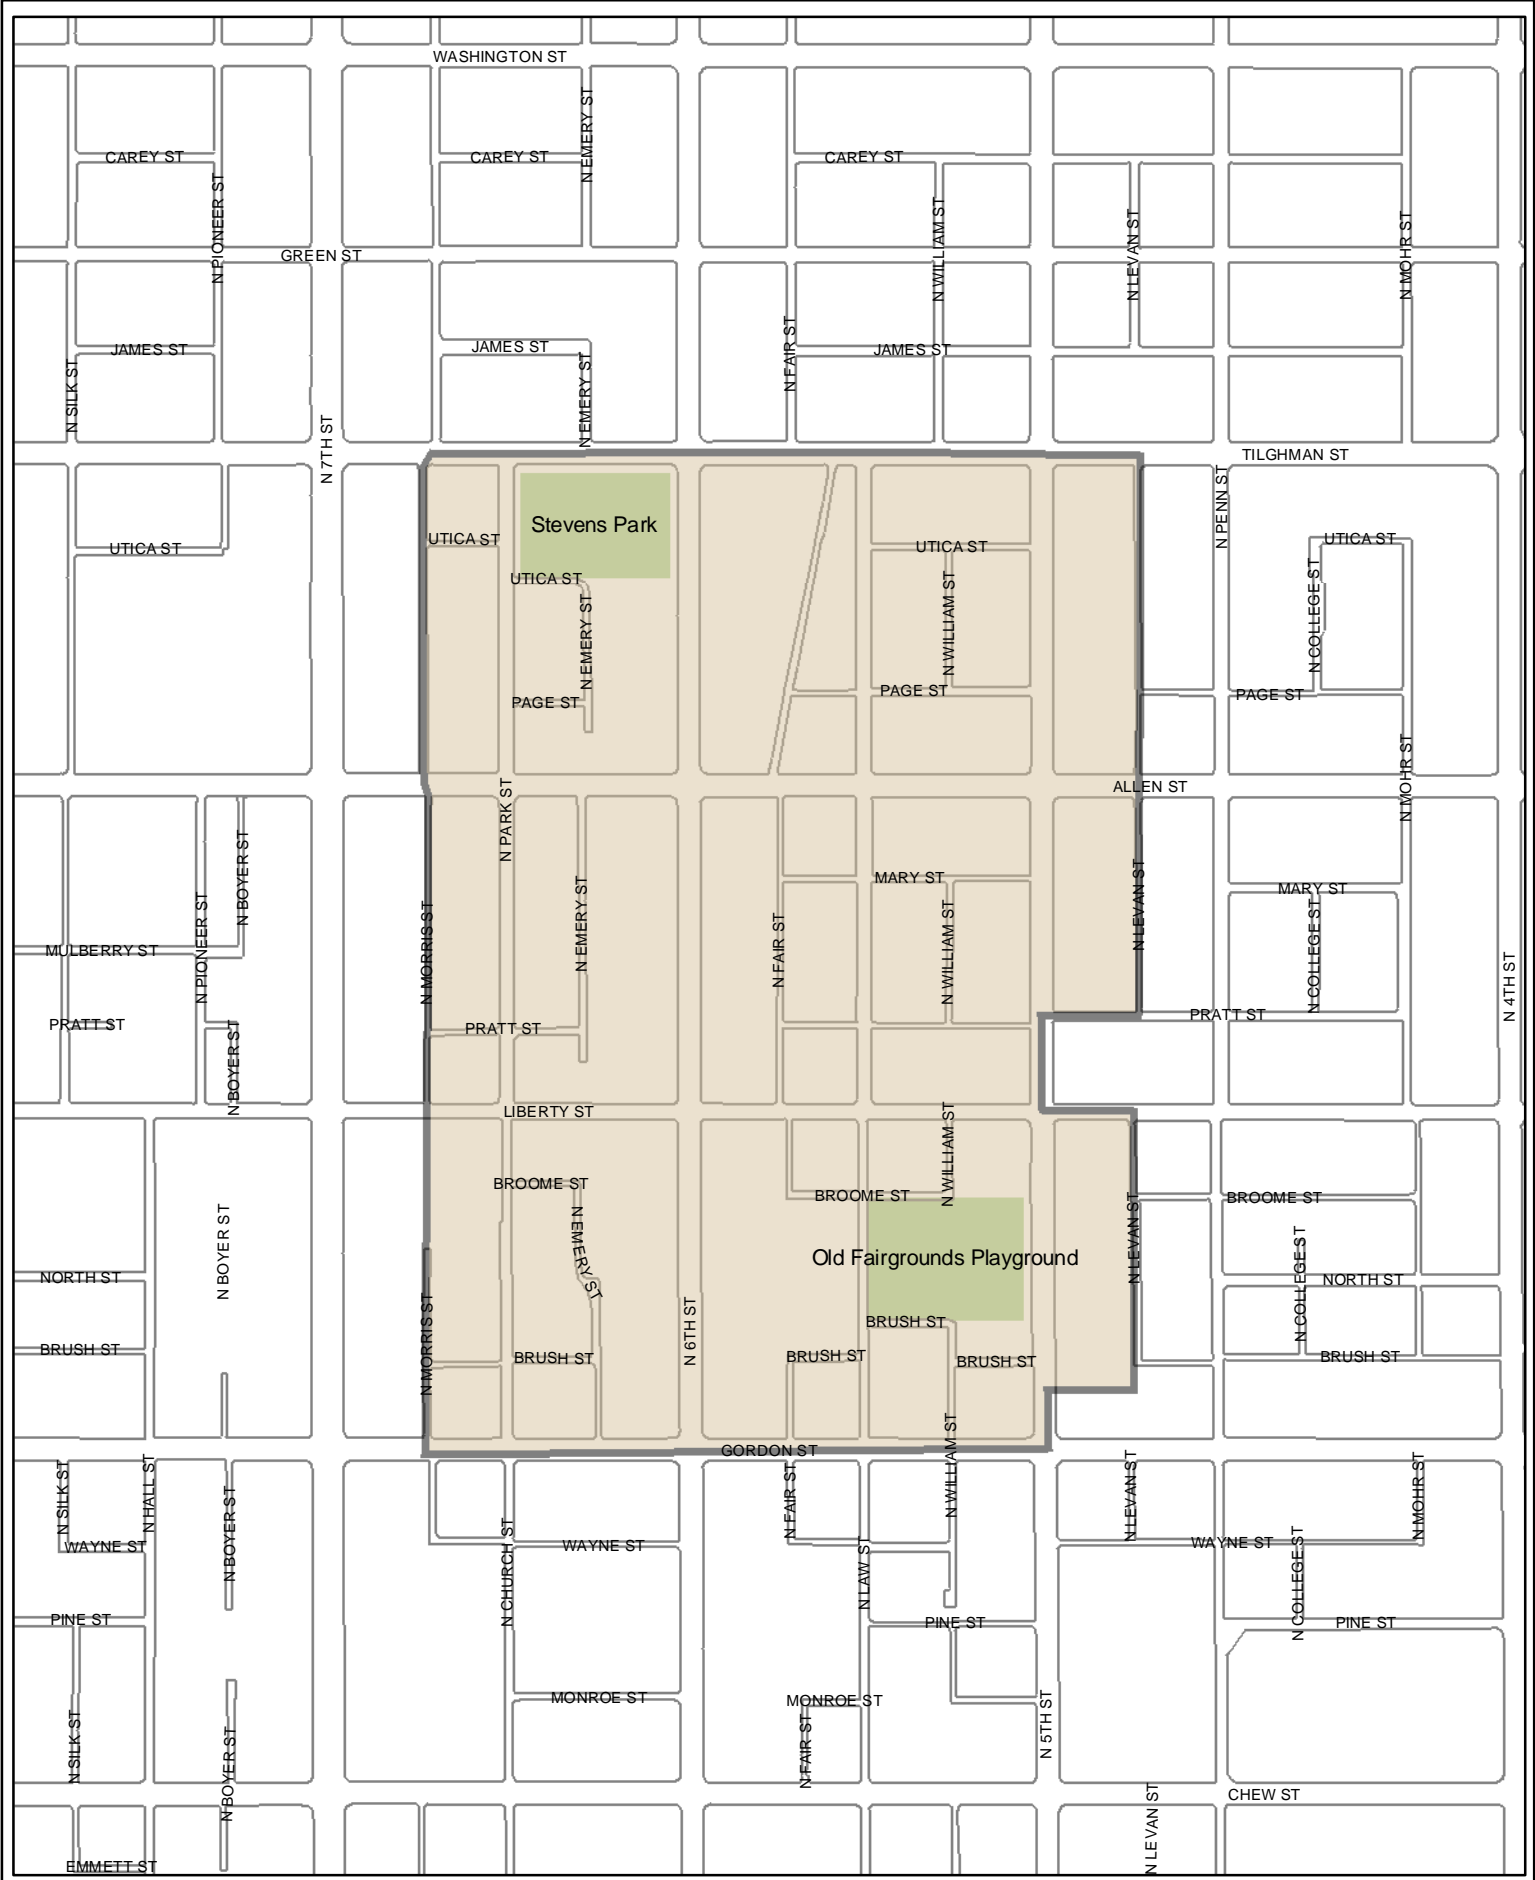 WASHINGTON ST
N EMERY ST
CAREY ST
CAREY ST
CAREY ST
N PIONEER ST
N WILLIAM ST
N LEVAN ST
N MOHR ST
GREEN ST
JAMES ST
JAMES ST
JAMES ST
N SILK ST
N EMERY ST
N FAIR ST
N 7TH ST
TILGHMAN ST
N PENN ST
Stevens Park
UTICA ST
UTICA ST
UTICA ST
UTICA ST
UTICA ST
N EMERY ST
N WILLIAM ST
N COLLEGE ST
PAGE ST
PAGE ST
PAGE ST
N MOHR ST
ALLEN ST
N PARK ST
N BOYER ST
MARY ST
MARY ST
N PIONEER ST
N MORRIS ST
N EMERY ST
N FAIR ST
N WILLIAM ST
N LEVAN ST
N COLLEGE ST
MULBERRY ST
N 4TH ST
PRATT ST
PRATT ST
PRATT ST
N BOYER ST
LIBERTY ST
N WILLIAM ST
BROOME ST
BROOME ST
BROOME ST
N BOYER ST
N EMERY ST
N LEVAN ST
Old Fairgrounds Playground
N COLLEGE ST
NORTH ST
NORTH ST
N MORRIS ST
N 6TH ST
BRUSH ST
BRUSH ST
BRUSH ST
BRUSH ST
BRUSH ST
BRUSH ST
GORDON ST
N WILLIAM ST
N SILK ST
N HALL ST
N BOYER ST
N FAIR ST
N LEVAN ST
N MOHR ST
WAYNE ST
N CHURCH ST
WAYNE ST
N LAW ST
WAYNE ST
N COLLEGE ST
PINE ST
PINE ST
PINE ST
N SILK ST
N BOYER ST
MONROE ST
MONROE ST
N FAIR ST
N 5TH ST
CHEW ST
N LEVAN ST
EMMETT ST